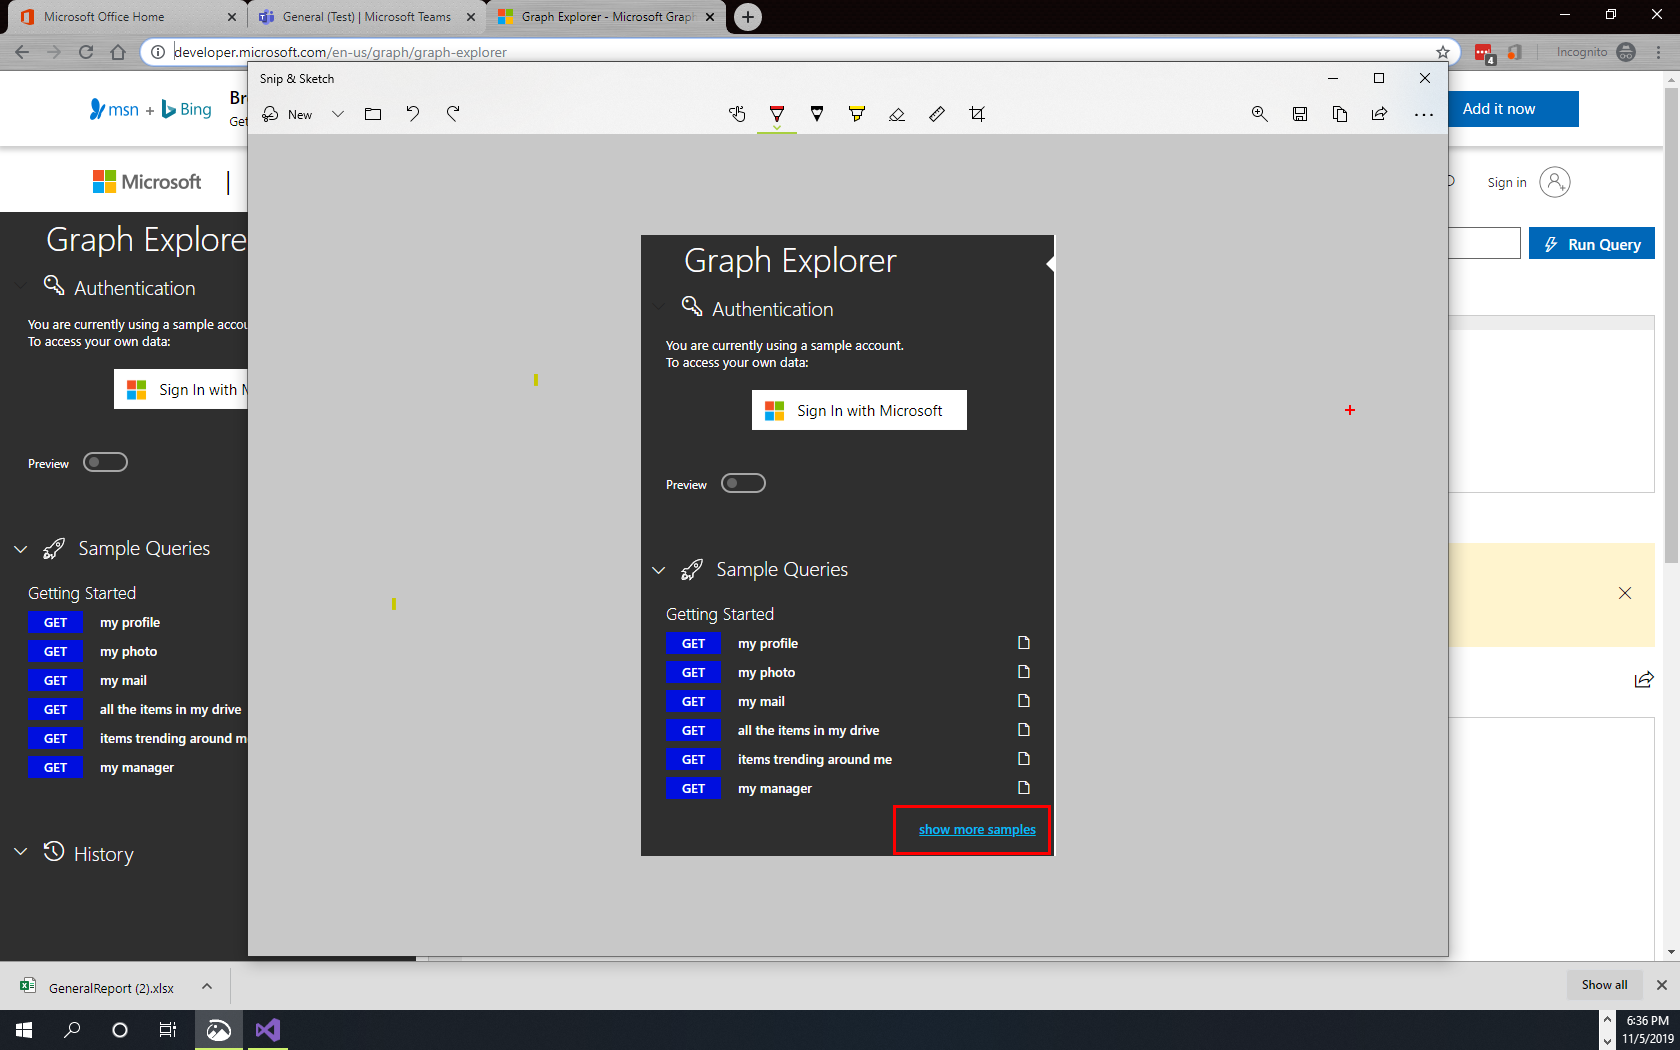 Microsoft Office Home
General (Test) | Microsoft Teams
Graph Explorer - Microsoft Graph
developer.microsoft.com/en-us/graph/graph-explorer
4
Incognito
Snip & Sketch
New
msn + Bing
Add it now
Microsoft
Sign in
Run Query
Graph Explore
Authentication
You are currently using a sample accou
To access your own data:
Sign In with
Preview
Sample Queries
Getting Started
GET my profile
GET my photo
GET my mail
GET all the items in my drive
GET items trending around m
GET my manager
History
Graph Explorer
Authentication
You are currently using a sample account.
To access your own data:
Sign In with Microsoft
Preview
Sample Queries
Getting Started
GET my profile
GET my photo
GET my mail
GET all the items in my drive
GET items trending around me
GET my manager
show more samples
GeneralReport (2).xlsx
Show all
6:36 PM
11/5/2019